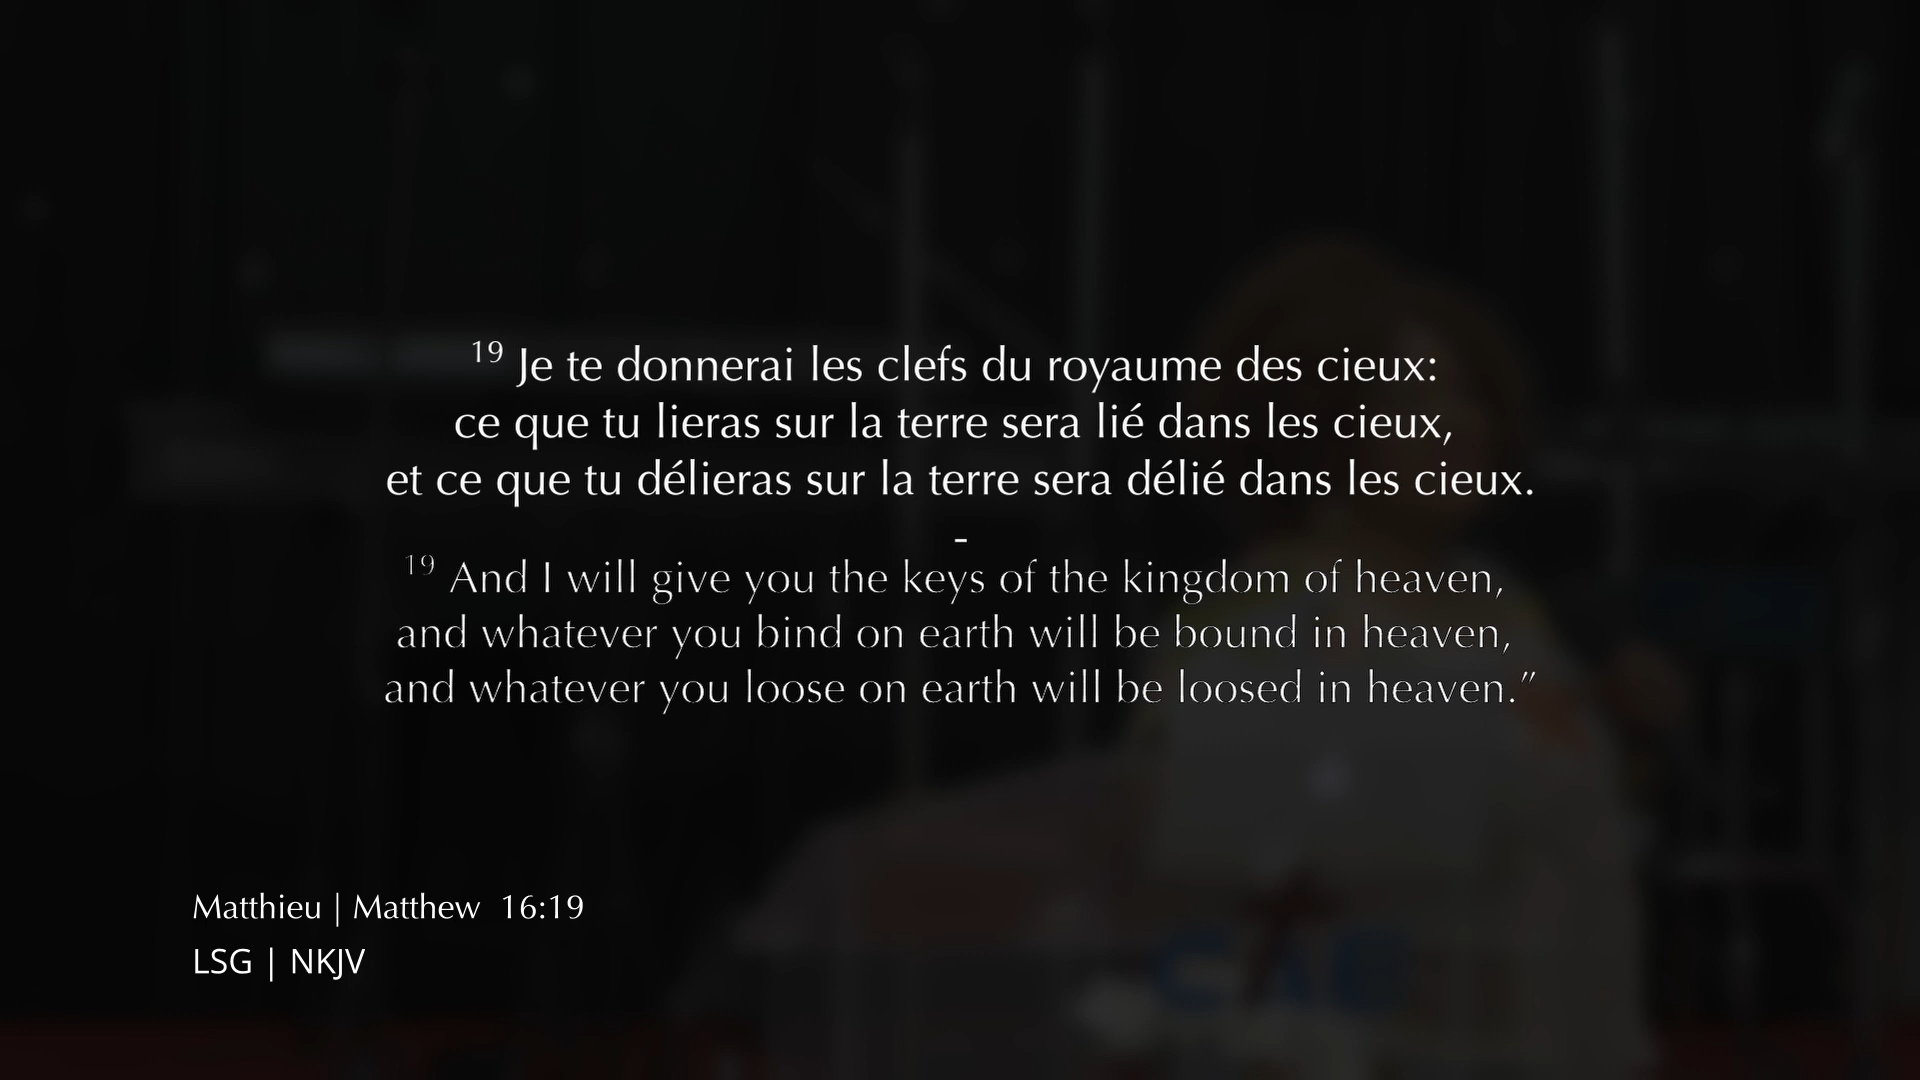 19 Je te donnerai les clefs du royaume des cieux:
ce que tu lieras sur la terre sera lié dans les cieux,
et ce que tu délieras sur la terre sera délié dans les cieux.
-
19 And I will give you the keys of the kingdom of heaven,
and whatever you bind on earth will be bound in heaven,
and whatever you loose on earth will be loosed in heaven.”
Matthieu | Matthew 16:19
LSG | NKJV